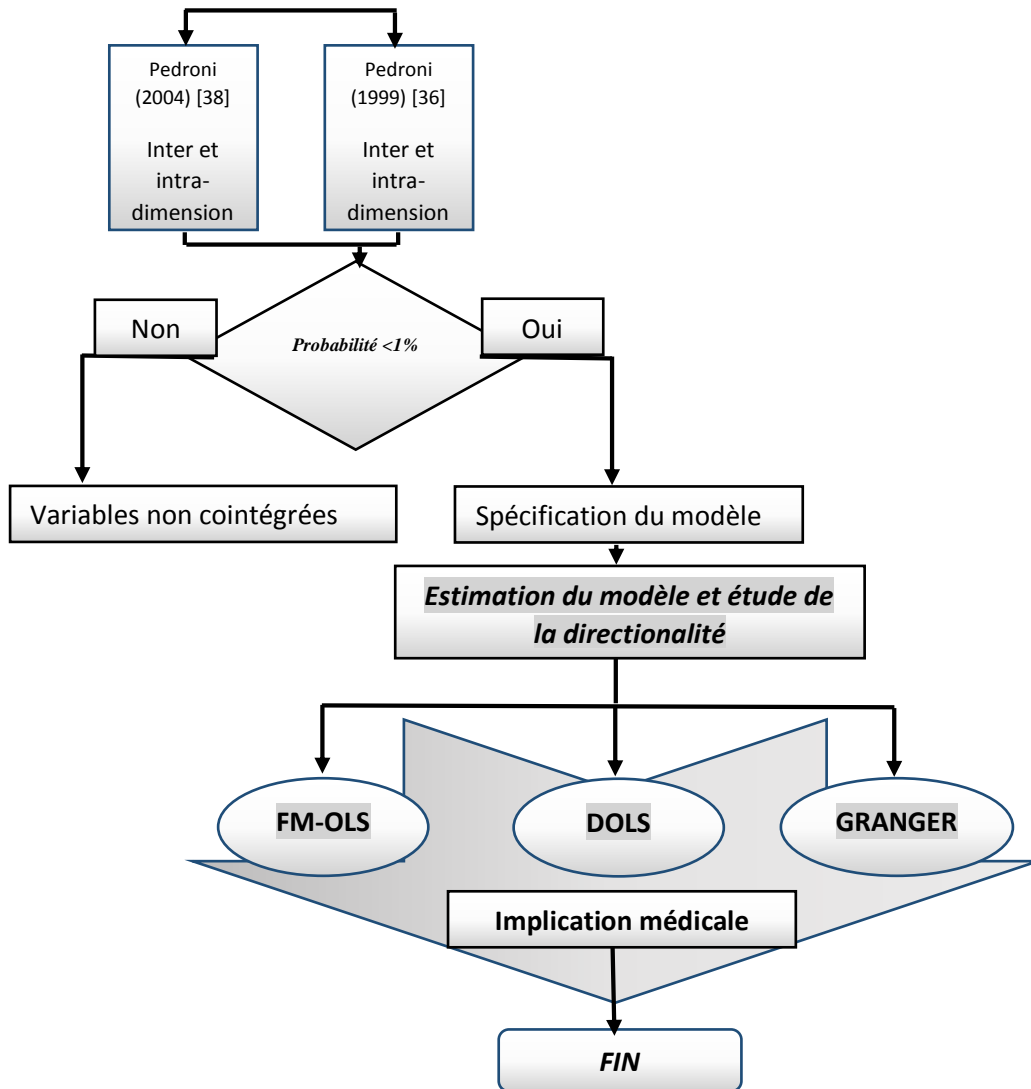 Pedroni
(2004) [38]
Inter et
intra-
dimension
Pedroni
(1999) [36]
Inter et
intra-
dimension
Non
Probabilité <1%
Oui
Variables non cointégrées
Spécification du modèle
Estimation du modèle et étude de
la directionalité
FM-OLS
DOLS
GRANGER
Implication médicale
FIN